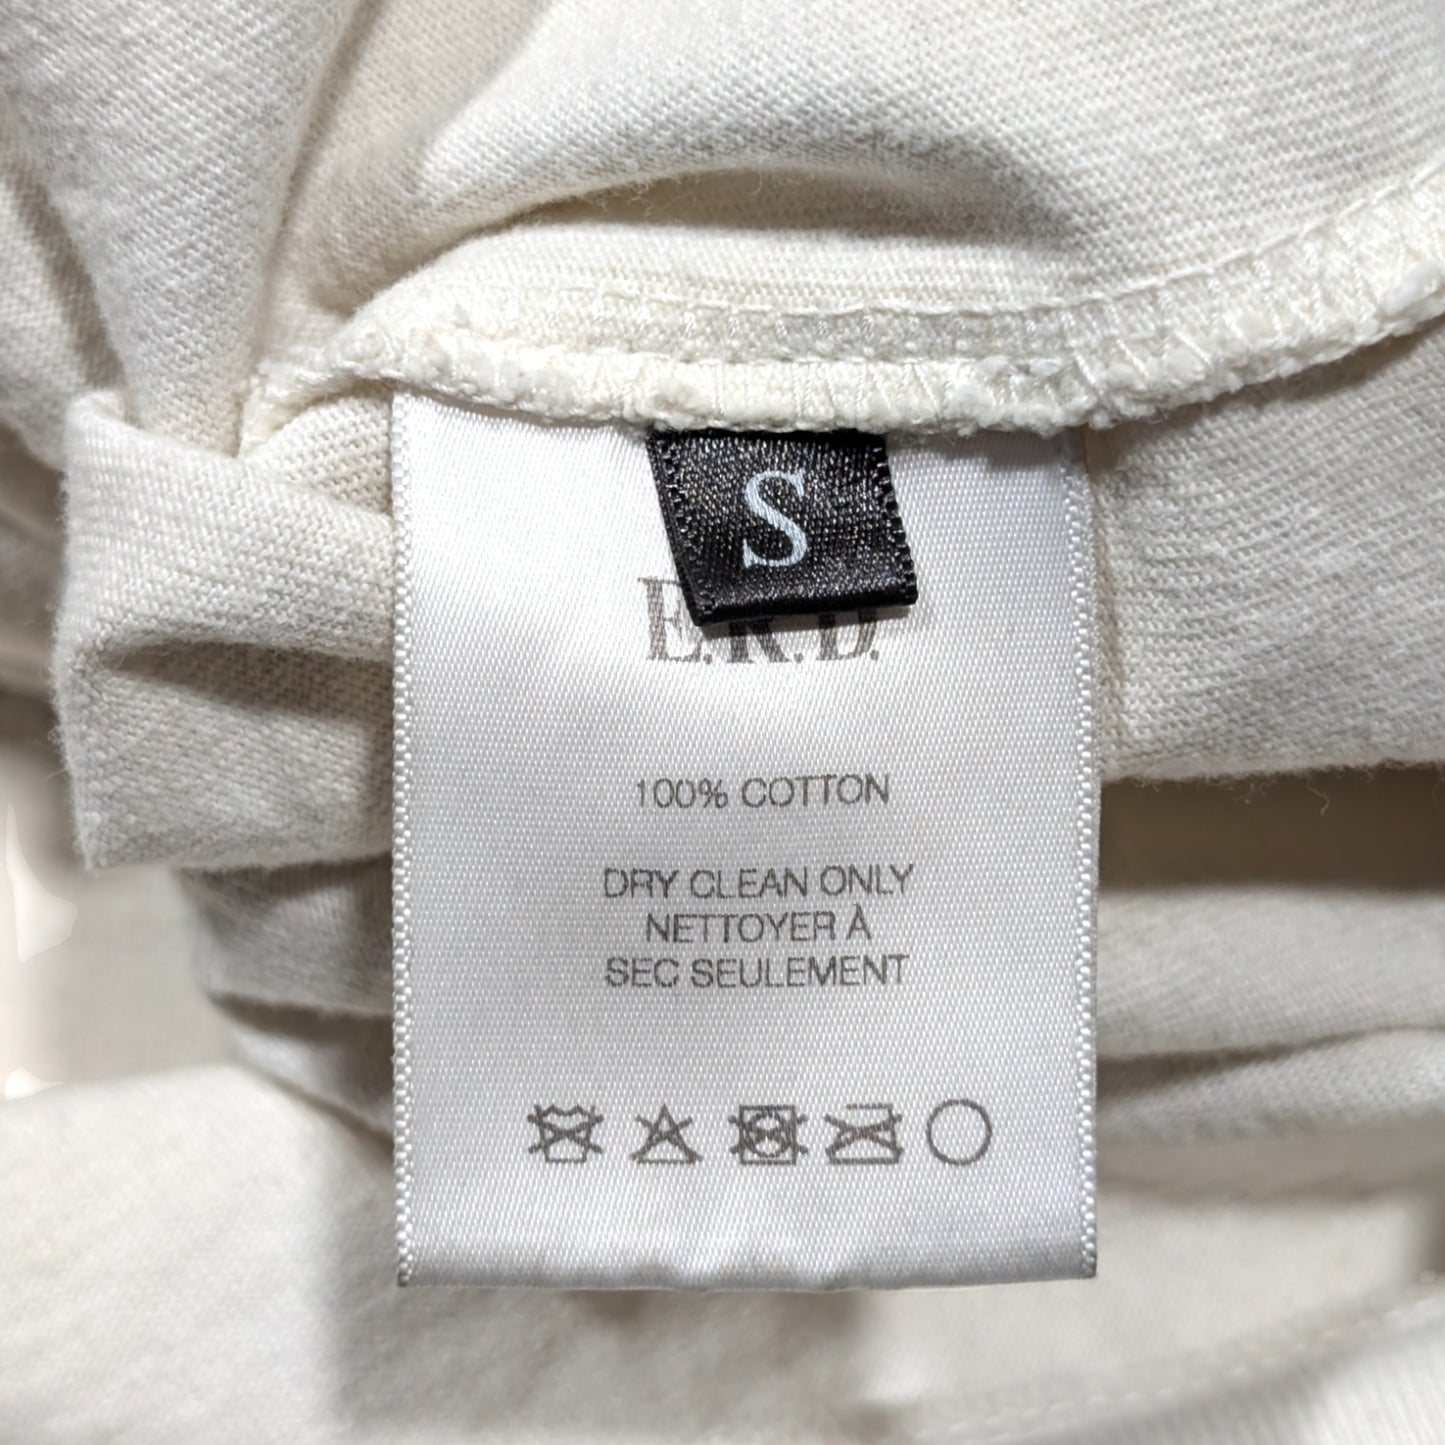 S
E.R.D.
100% COTTON
DRY CLEAN ONLY
NETTOYER À
SEC SEULEMENT